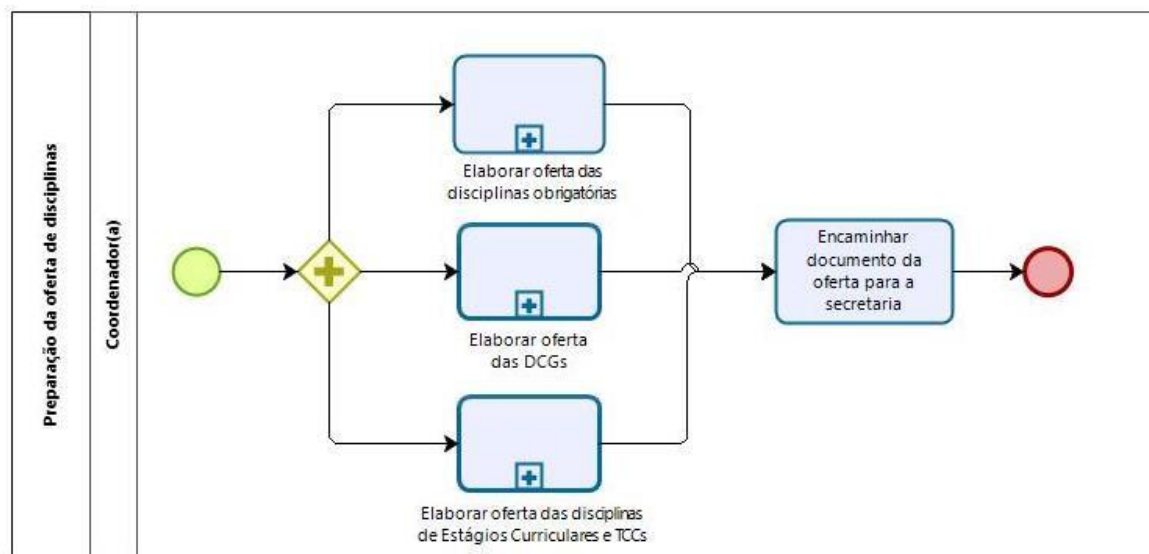 Preparação da oferta de disciplinas
Coordenador(a)
Elaborar oferta das
disciplinas obrigatórias
Elaborar oferta
das DCGs
Elaborar oferta das disciplinas
de Estágios Curriculares e TCCs
Encaminhar
documento da
oferta para a
secretaria